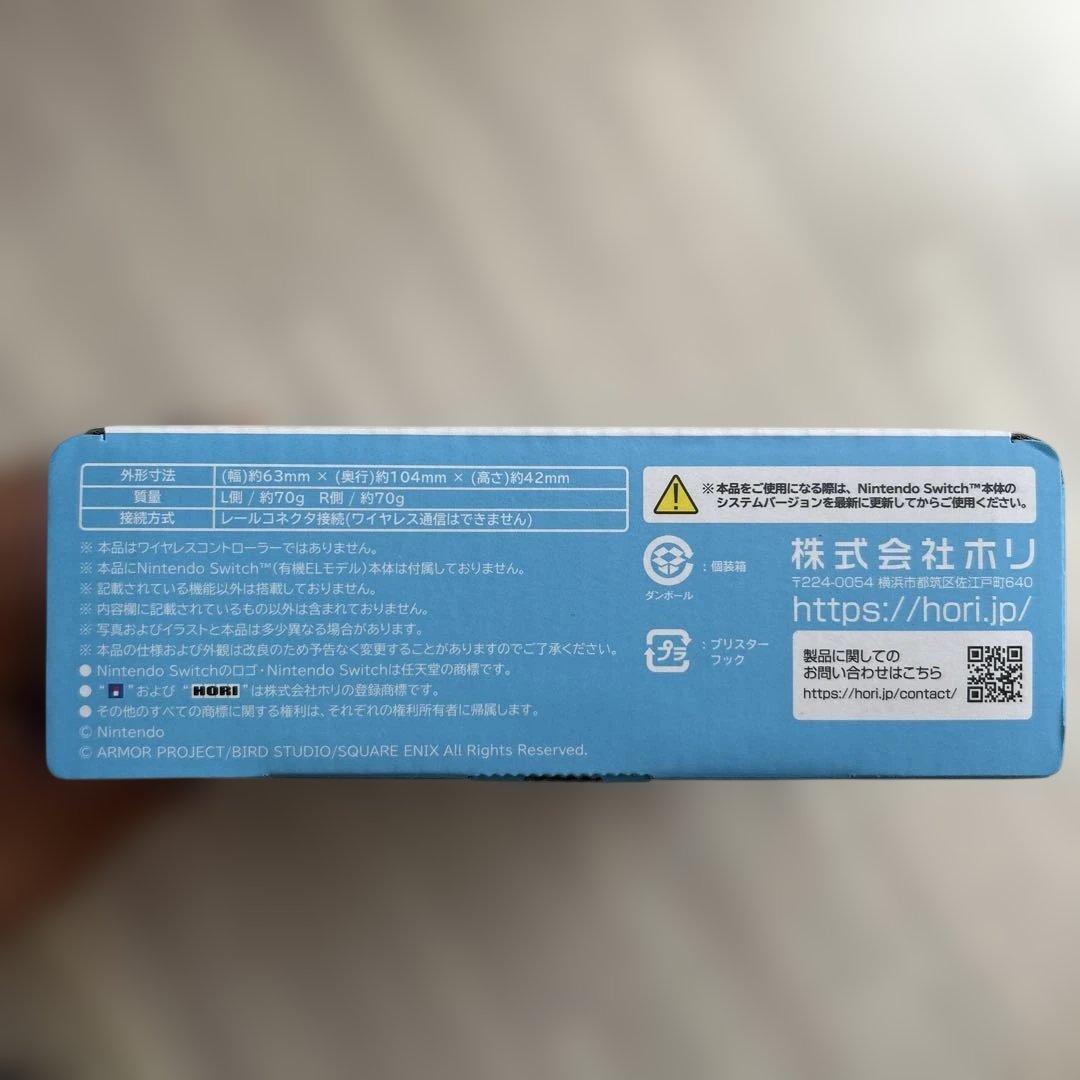 外形寸法 (幅)約63mm × (奥行)約104mm × (高さ)約42mm
質量 L側 / 約70g R側 / 約70g
接続方式 レールコネクタ接続(ワイヤレス通信はできません)
※ 本品はワイヤレスコントローラーではありません。
※ 本品にNintendo Switch™(有機ELモデル)本体は付属しておりません。
※ 記載されている機能以外は搭載しておりません。
※ 内容欄に記載されているもの以外は含まれておりません。
※ 写真およびイラストと本品は多少異なる場合があります。
※ 本品の仕様および外観は改良のため予告なく変更することがありますのでご了承ください。
● Nintendo Switchのロゴ・Nintendo Switchは任天堂の商標です。
● “ ”および “HORI”は株式会社ホリの登録商標です。
● その他のすべての商標に関する権利は、それぞれの権利所有者に帰属します。
© Nintendo
© ARMOR PROJECT/BIRD STUDIO/SQUARE ENIX All Rights Reserved.
※本品をご使用になる際は、Nintendo Switch™本体の
システムバージョンを最新に更新してからご使用ください。
：個装箱
ダンボール
プラ
：ブリスター
フック
株式会社ホリ
〒224-0054 横浜市都筑区佐江戸町640
https://hori.jp/
製品に関しての
お問い合わせはこちら
https://hori.jp/contact/